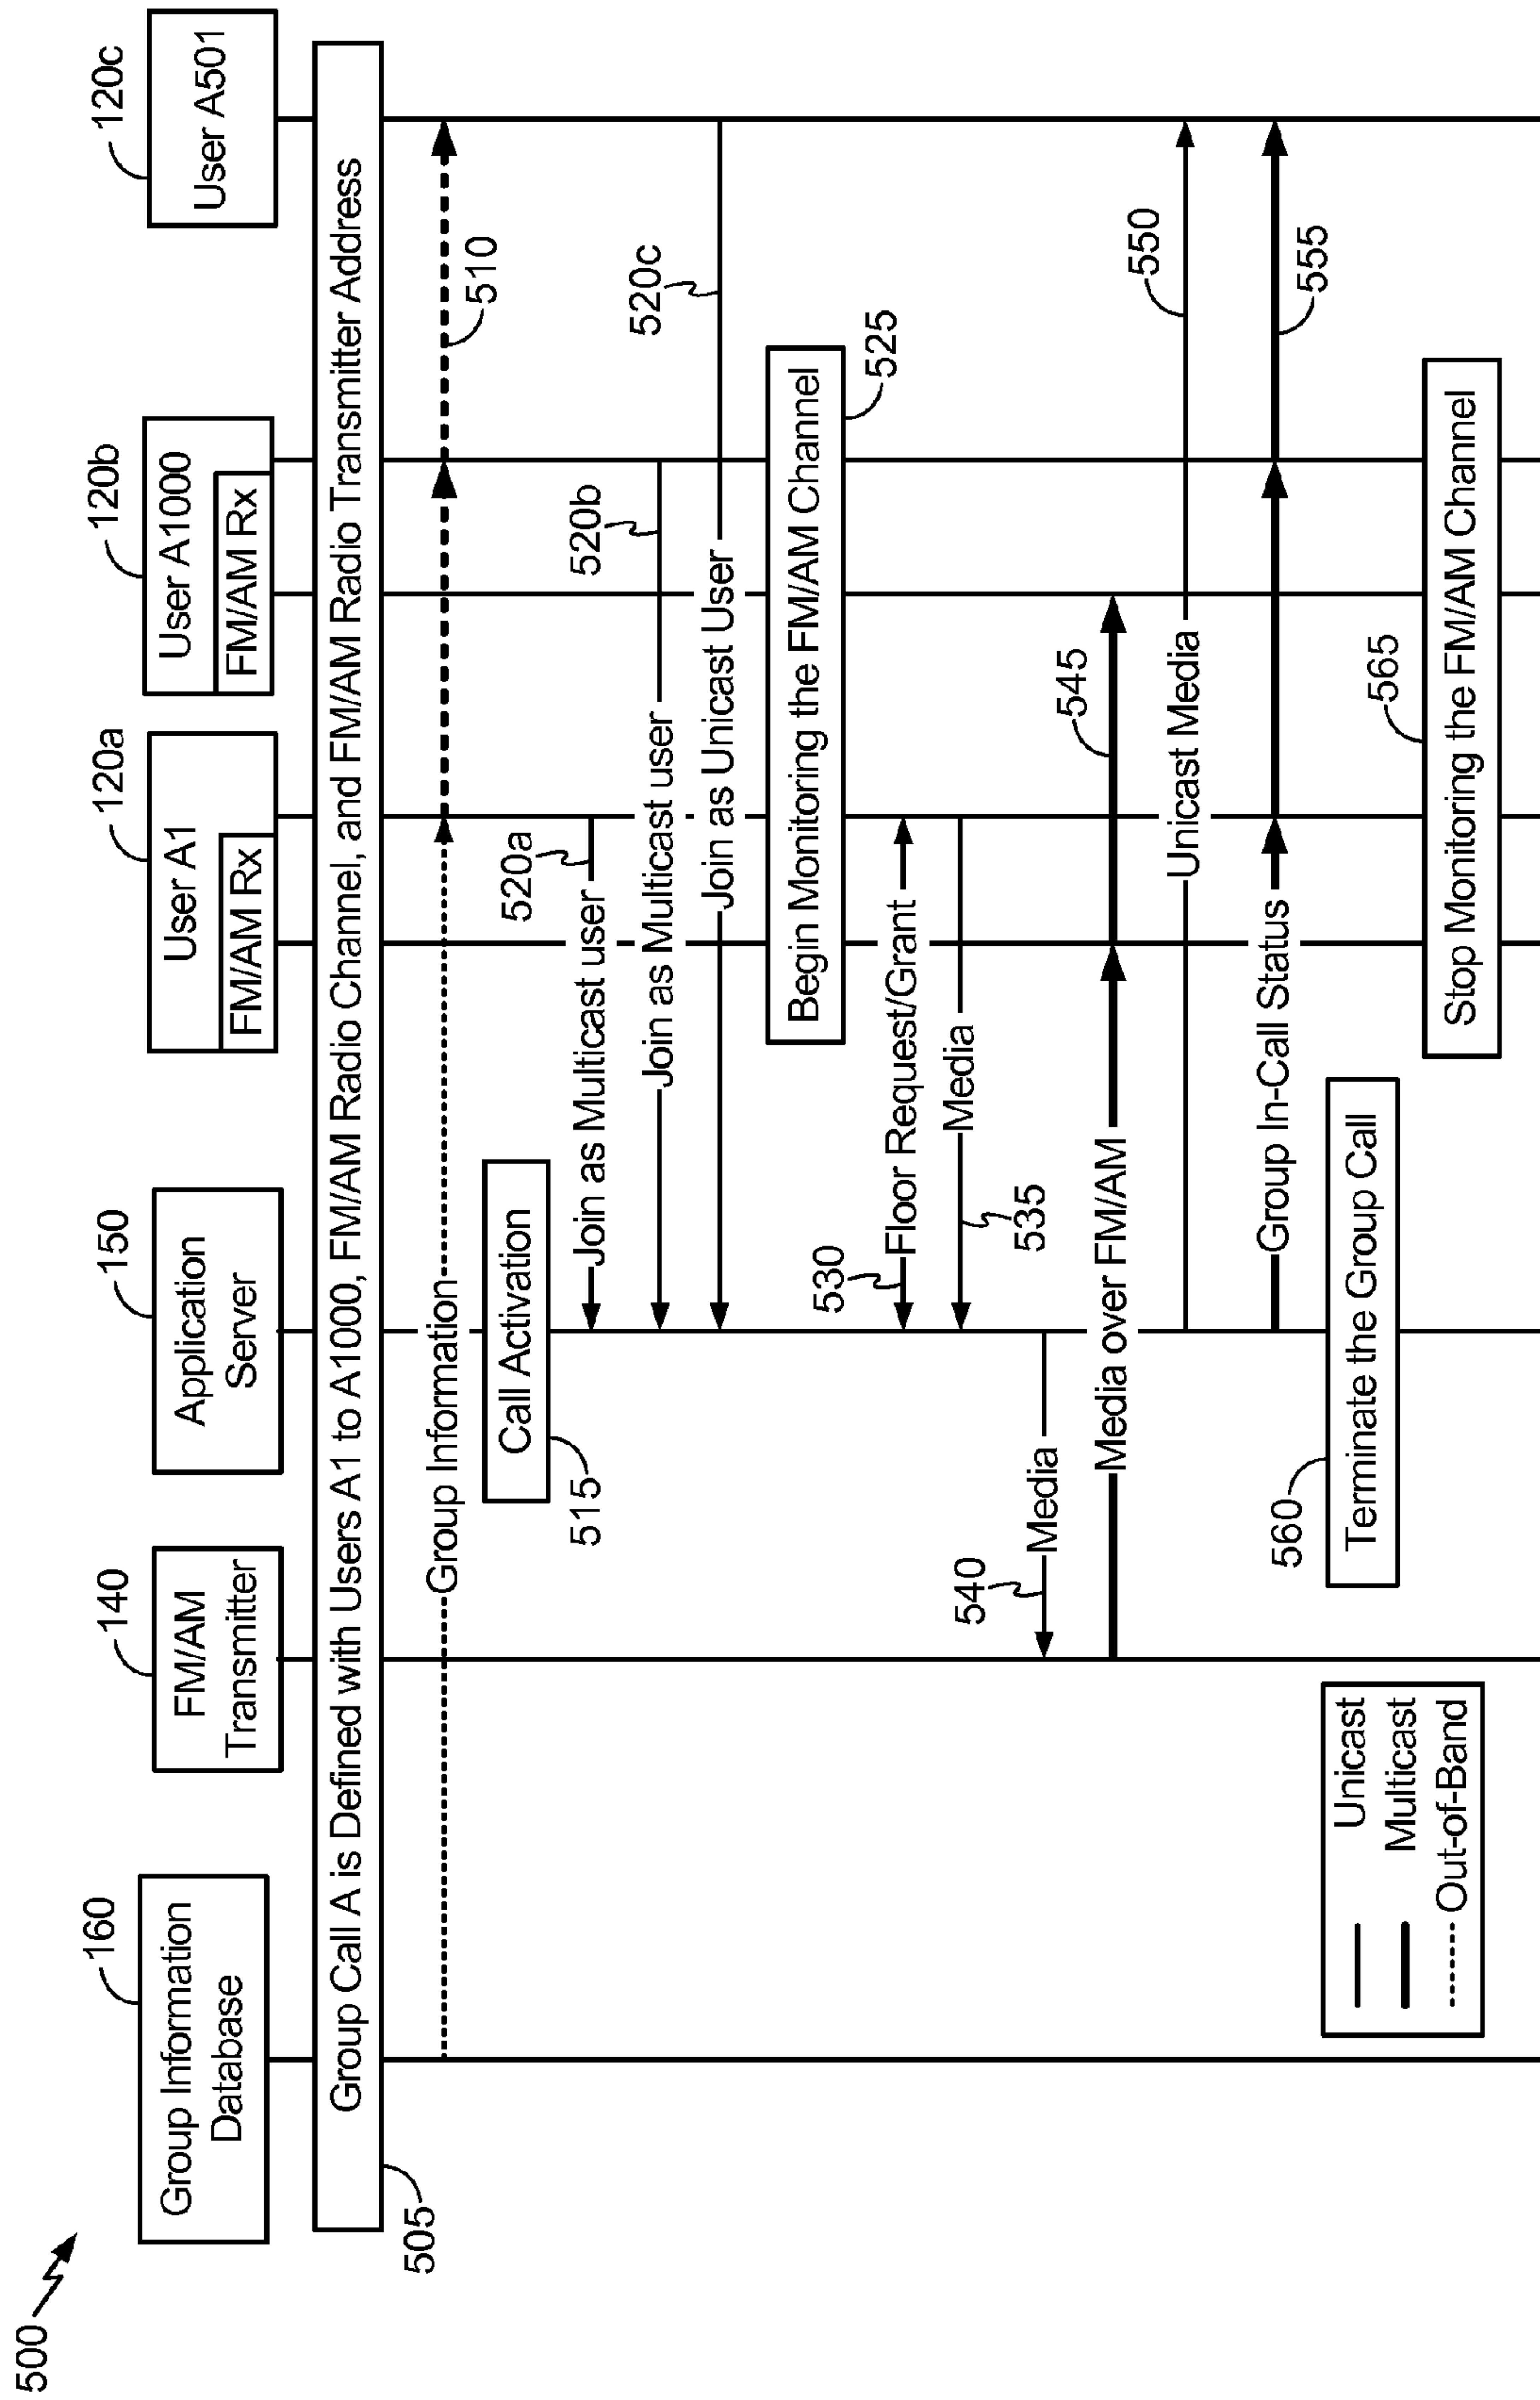 500
160
140
150
120a
120b
120c
Group Information
Database
FM/AM
Transmitter
Application
Server
User A1
FM/AM Rx
User A1000
FM/AM Rx
User A501
505
Group Call A is Defined with Users A1 to A1000, FM/AM Radio Channel, and FM/AM Radio Transmitter Address
Group Information
510
515
Call Activation
Join as Multicast user
520a
Join as Multicast user
520b
Join as Unicast User
520c
Begin Monitoring the FM/AM Channel
525
530
Floor Request/Grant
Media
535
540
Media
Media over FM/AM
545
Unicast Media
550
Group In-Call Status
555
560
Terminate the Group Call
565
Stop Monitoring the FM/AM Channel
Unicast
Multicast
Out-of-Band